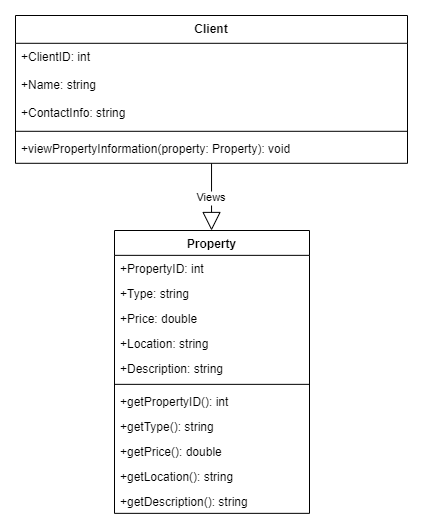 Client
+ClientID: int
+Name: string
+ContactInfo: string
+viewPropertyInformation(property: Property): void
Views
Property
+PropertyID: int
+Type: string
+Price: double
+Location: string
+Description: string
+getPropertyID(): int
+getType(): string
+getPrice(): double
+getLocation(): string
+getDescription(): string